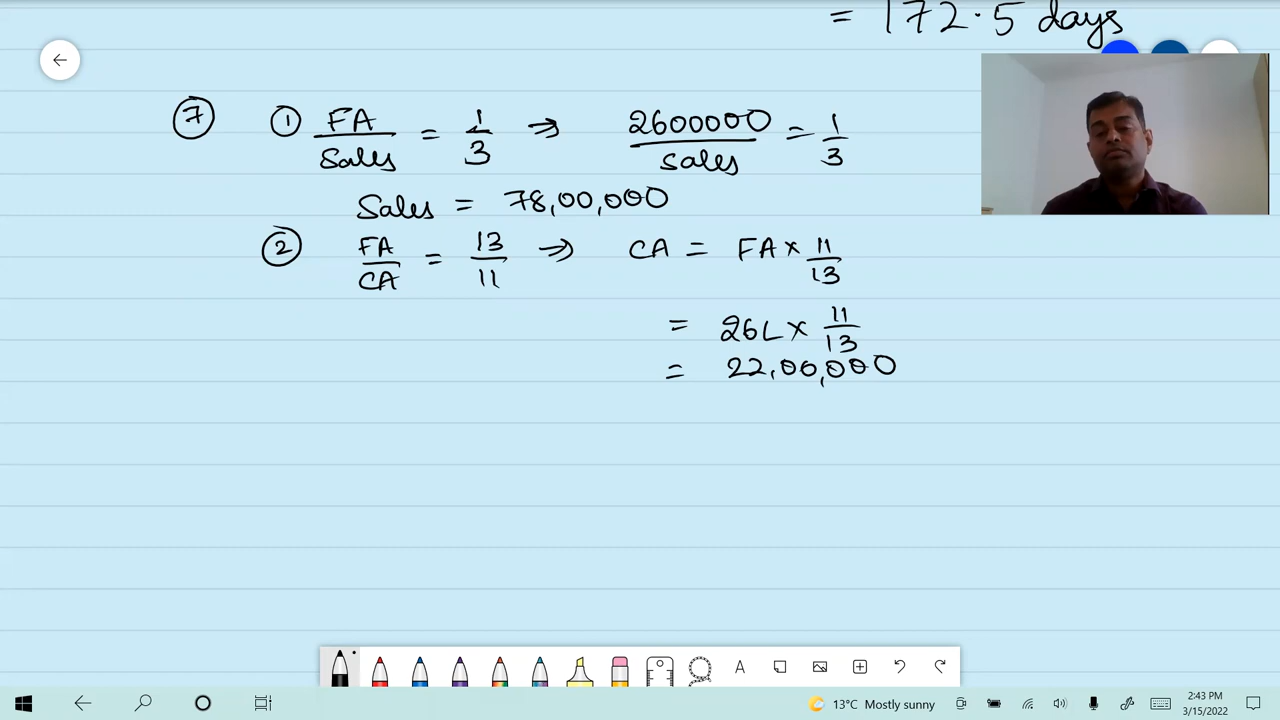 = 172.5 days
⑦ ① FA/Sales = 1/3 ⇒ 2600000/Sales = 1/3
Sales = 78,00,000
② FA/CA = 13/11 ⇒ CA = FA × 11/13
= 26L × 11/13
= 22,00,000
A
13°C Mostly sunny
2:43 PM
3/15/2022